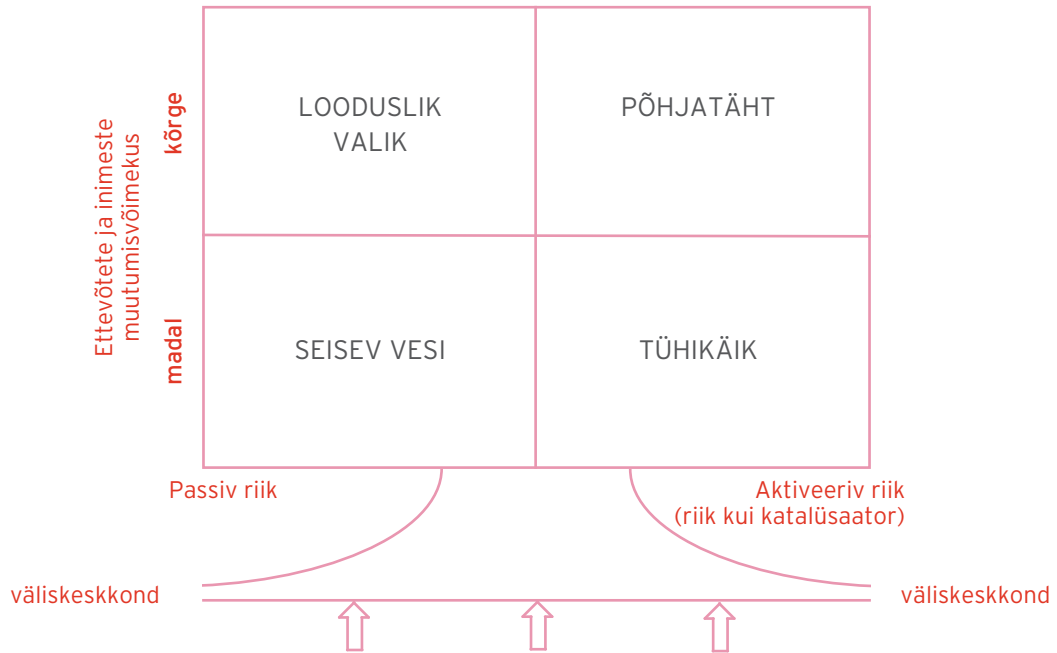 Ettevõtete ja inimeste
muutumisvõimekus
kõrge
madal
LOODUSLIK
VALIK
PÕHJATÄHT
SEISEV VESI
TÜHIKÄIK
Passiv riik
Aktiveeriv riik
(riik kui katalüsaator)
väliskeskkond
väliskeskkond